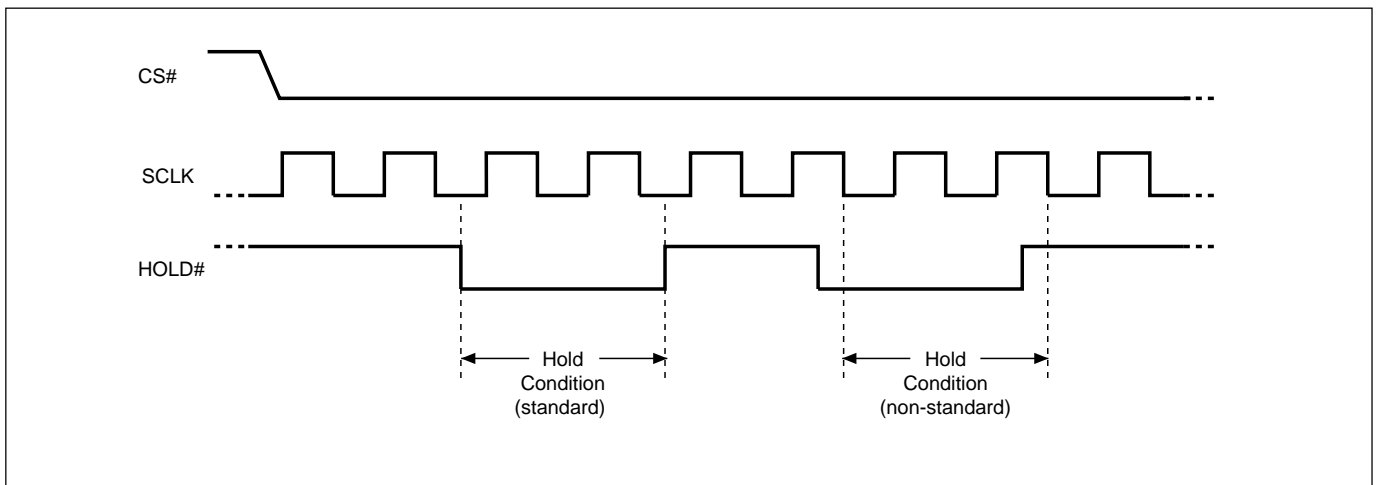 CS#
SCLK
HOLD#
Hold
Condition
(standard)
Hold
Condition
(non-standard)